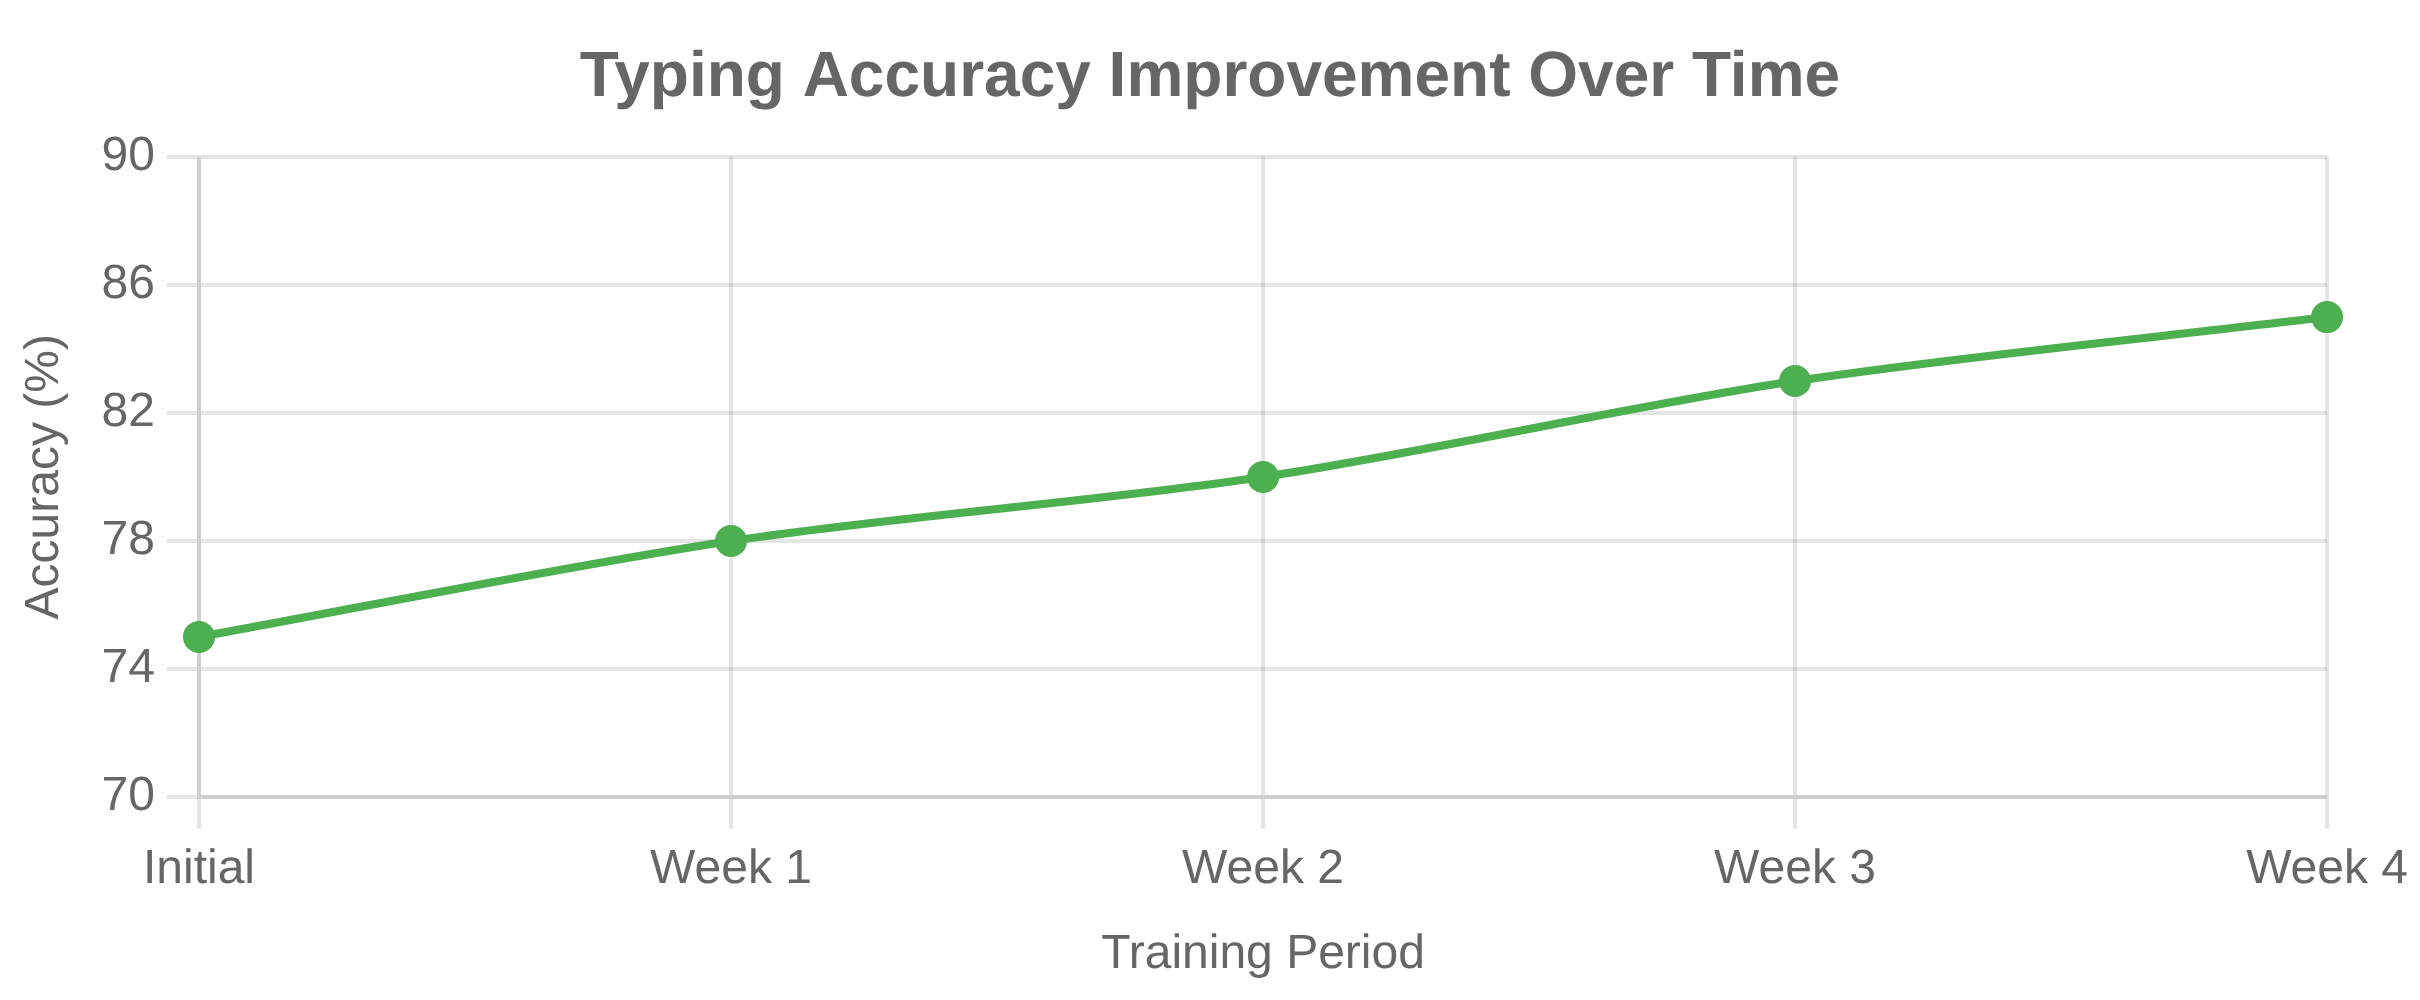 Typing Accuracy Improvement Over Time
90
86
82
78
74
70
Accuracy (%)
Initial
Week 1
Week 2
Week 3
Week 4
Training Period